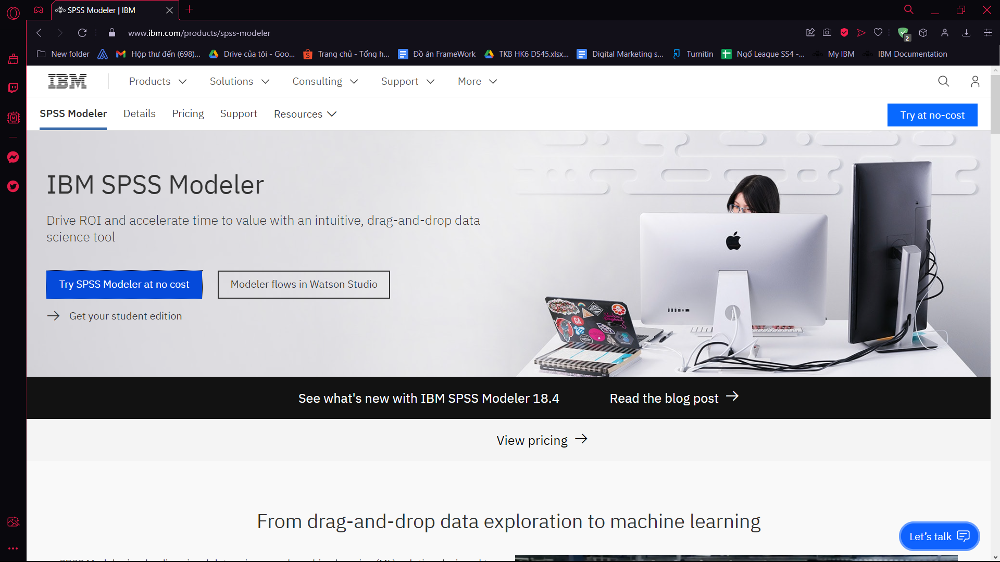 SPSS Modeler | IBM
www.ibm.com/products/spss-modeler
2
New folder
Hộp thư đến (698)...
Drive của tôi - Goo...
Trang chủ - Tổng h...
Đồ án FrameWork
TKB HK6 DS45.xlsx...
Digital Marketing s...
Turnitin
Ngố League SS4 -...
My IBM
IBM Documentation
IBM
Products
Solutions
Consulting
Support
More
SPSS Modeler
Details
Pricing
Support
Resources
Try at no-cost
IBM SPSS Modeler
Drive ROI and accelerate time to value with an intuitive, drag-and-drop data
science tool
Try SPSS Modeler at no cost
Modeler flows in Watson Studio
Get your student edition
GA
See what's new with IBM SPSS Modeler 18.4
Read the blog post
View pricing
From drag-and-drop data exploration to machine learning
Let's talk